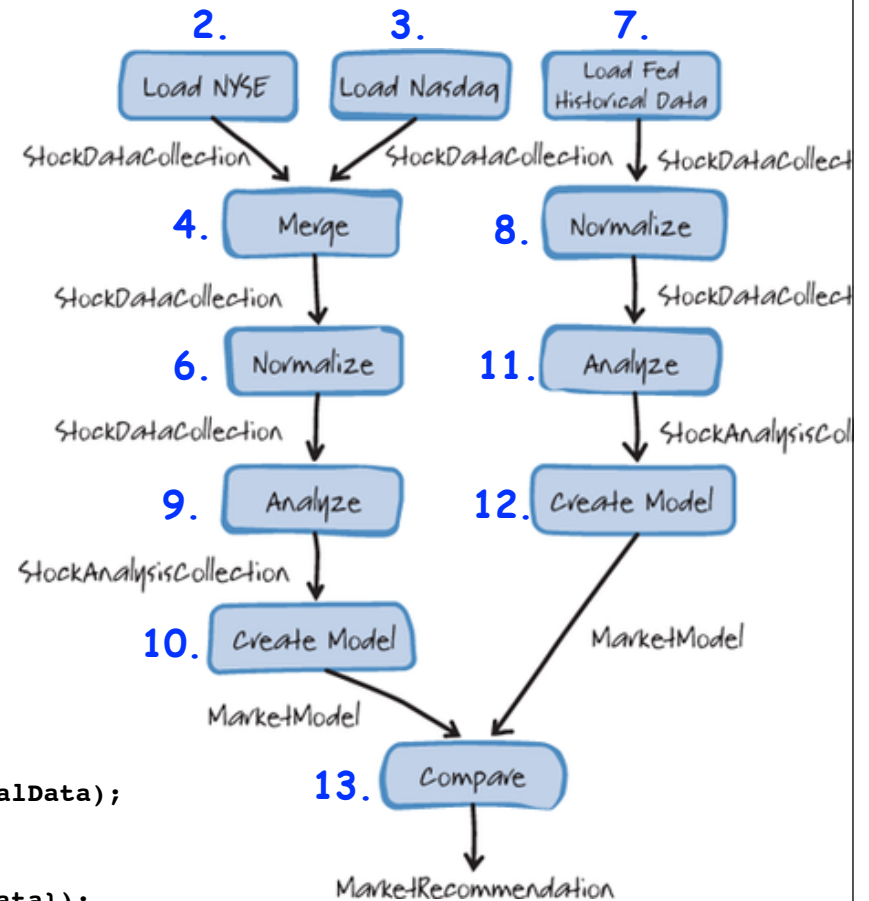 2.
3.
7.
Load NYSE
Load Nasdaq
Load Fed
Historical Data
StockDataCollection
StockDataCollection
StockDataCollect
4.
Merge
8.
Normalize
StockDataCollection
StockDataCollect
6.
Normalize
11.
Analyze
StockDataCollection
StockAnalysisCol
9.
Analyze
12.
Create Model
StockAnalysisCollection
10.
Create Model
MarketModel
MarketModel
13.
Compare
alData);
MarketRecommendation
ata});